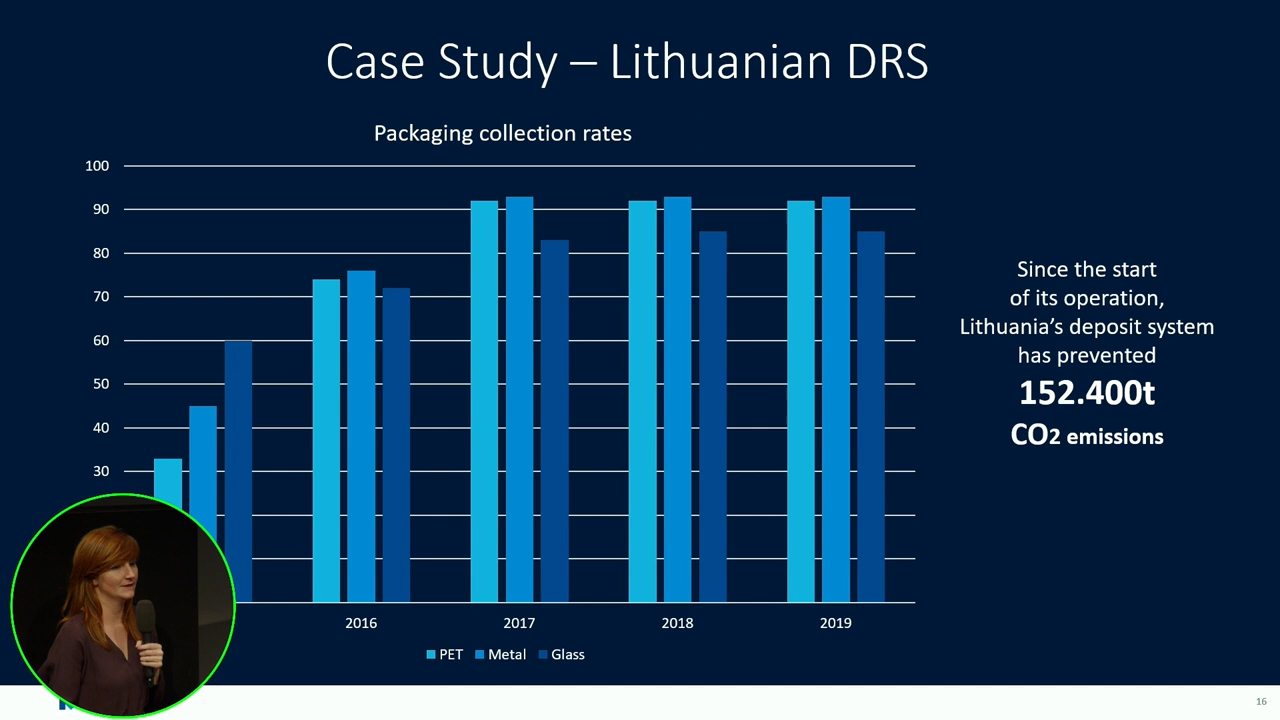 Case Study – Lithuanian DRS
Packaging collection rates
100
90
80
70
60
50
40
30
2016
2017
2018
2019
PET
Metal
Glass
Since the start
of its operation,
Lithuania’s deposit system
has prevented
152.400t
CO2 emissions
16